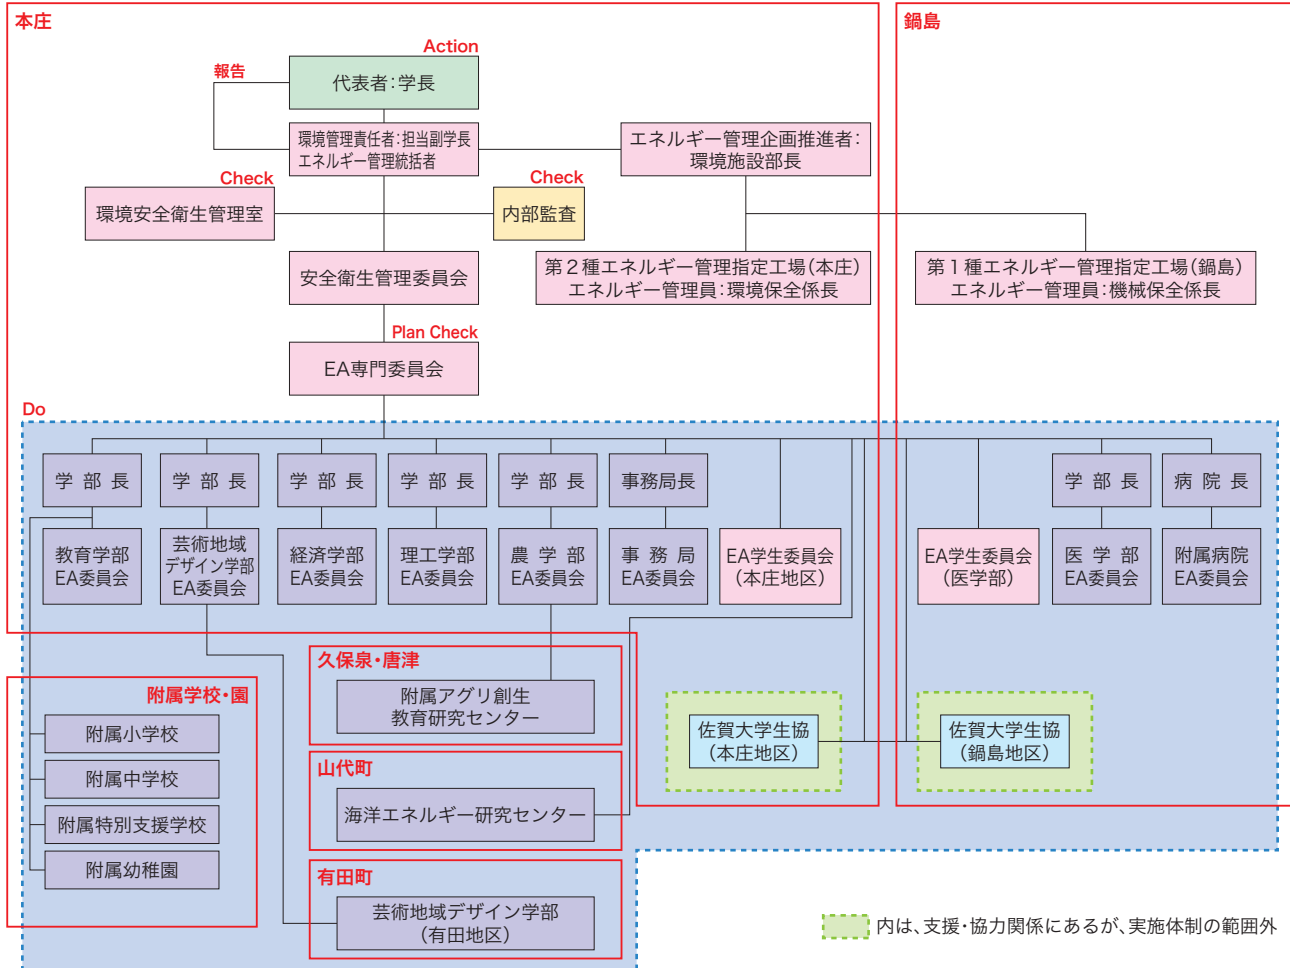 本庄
鍋島
Action
報告
代表者:学長
環境管理責任者:担当副学長
エネルギー管理統括者
エネルギー管理企画推進者:
環境施設部長
Check
環境安全衛生管理室
Check
内部監査
安全衛生管理委員会
第２種エネルギー管理指定工場(本庄)
エネルギー管理員:環境保全係長
第１種エネルギー管理指定工場(鍋島)
エネルギー管理員:機械保全係長
Plan Check
EA専門委員会
Do
学 部 長
学 部 長
学 部 長
学 部 長
学 部 長
事務局長
学 部 長
病 院 長
教育学部
EA委員会
芸術地域
デザイン学部
EA委員会
経済学部
EA委員会
理工学部
EA委員会
農 学 部
EA委員会
事 務 局
EA委員会
EA学生委員会
(本庄地区)
EA学生委員会
(医学部)
医 学 部
EA委員会
附属病院
EA委員会
附属学校・園
附属小学校
附属中学校
附属特別支援学校
附属幼稚園
久保泉・唐津
附属アグリ創生
教育研究センター
山代町
海洋エネルギー研究センター
有田町
芸術地域デザイン学部
(有田地区)
佐賀大学生協
(本庄地区)
佐賀大学生協
(鍋島地区)
内は、支援・協力関係にあるが、実施体制の範囲外